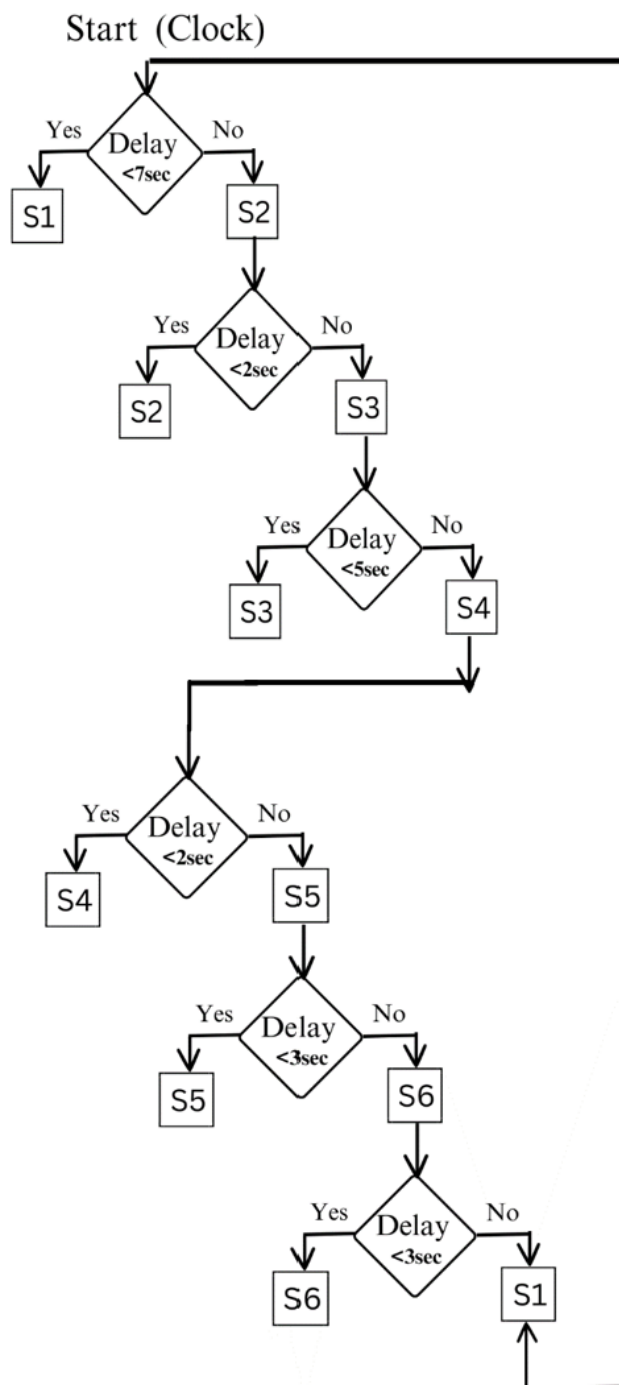 Start (Clock)
Yes
No
Delay
<7sec
S1
S2
Yes
No
Delay
<2sec
S2
S3
Yes
No
Delay
<5sec
S3
S4
Yes
No
Delay
<2sec
S4
S5
Yes
No
Delay
<3sec
S5
S6
Yes
No
Delay
<3sec
S6
S1